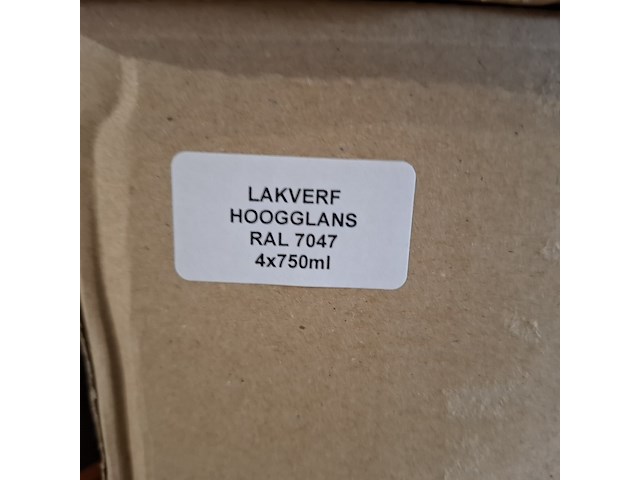 LAKVERF
HOOGGLANS
RAL 7047
4x750ml